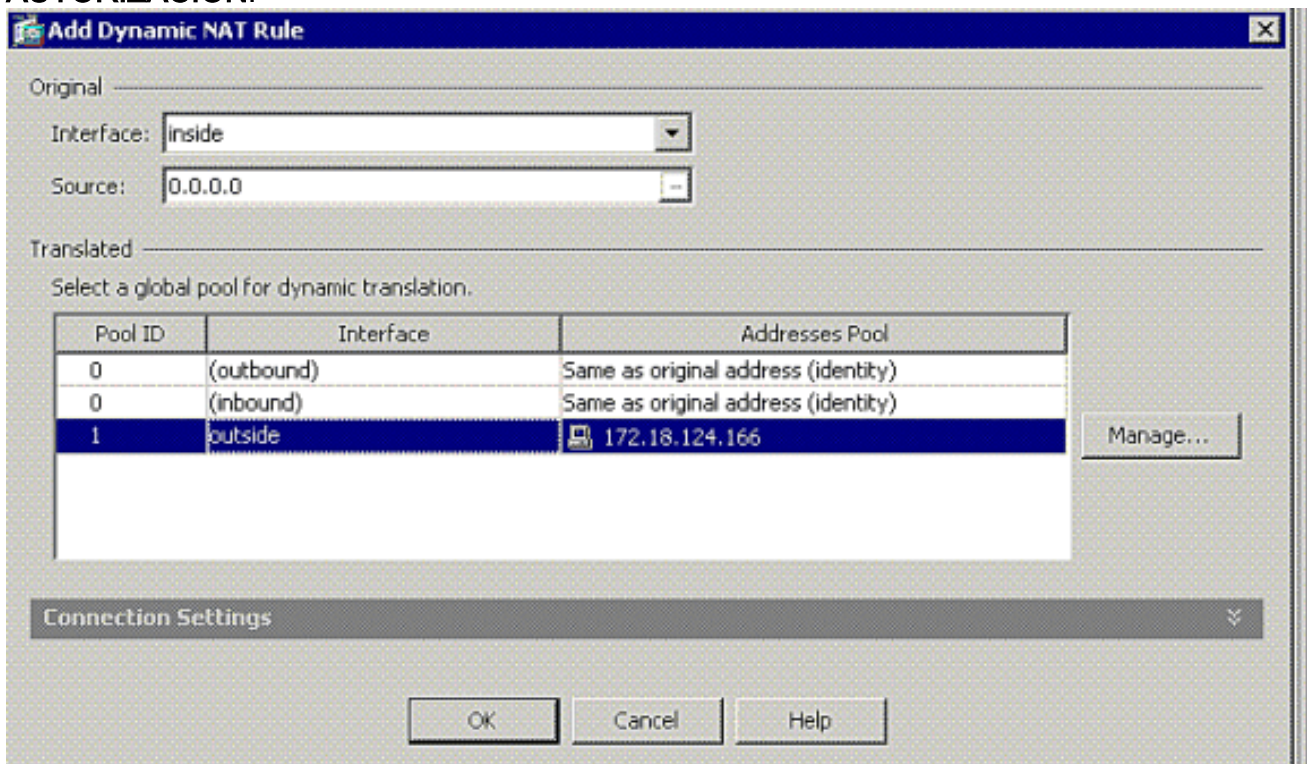 Add Dynamic NAT Rule
Original
Interface: inside
Source: 0.0.0.0
Translated
Select a global pool for dynamic translation.
Pool ID Interface Addresses Pool
0 (outbound) Same as original address (identity)
0 (inbound) Same as original address (identity)
1 outside 172.18.124.166
Manage...
Connection Settings
OK Cancel Help